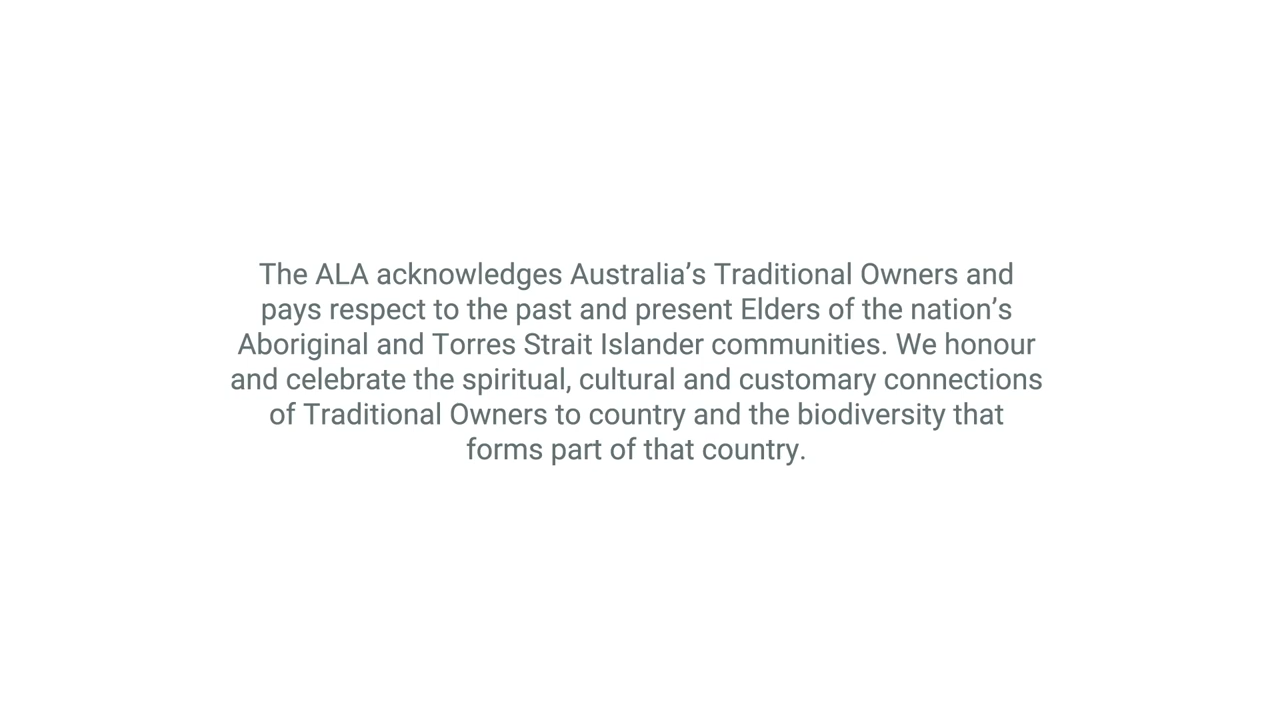 The ALA acknowledges Australia’s Traditional Owners and
pays respect to the past and present Elders of the nation’s
Aboriginal and Torres Strait Islander communities. We honour
and celebrate the spiritual, cultural and customary connections
of Traditional Owners to country and the biodiversity that
forms part of that country.